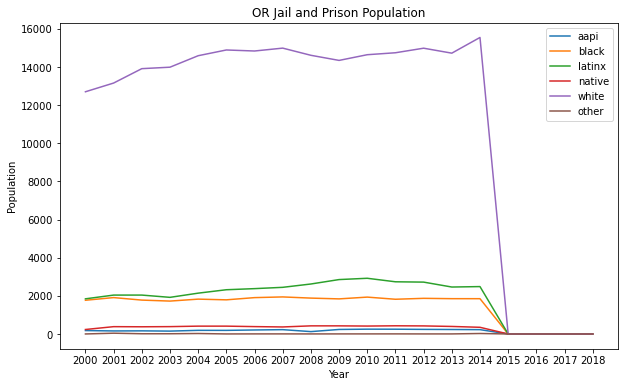 OR Jail and Prison Population
16000
14000
12000
10000
8000
6000
4000
2000
0
Population
aapi
black
latinx
native
white
other
2000 2001 2002 2003 2004 2005 2006 2007 2008 2009 2010 2011 2012 2013 2014 2015 2016 2017 2018
Year